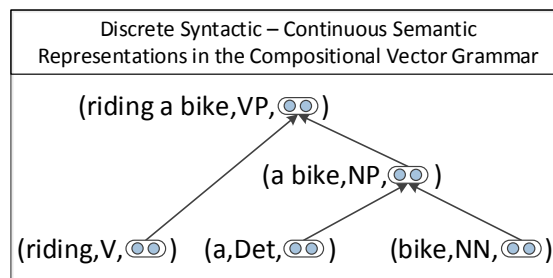 Discrete Syntactic – Continuous Semantic
Representations in the Compositional Vector Grammar
(riding a bike,VP, )
(a bike,NP, )
(riding,V, ) (a,Det, ) (bike,NN, )